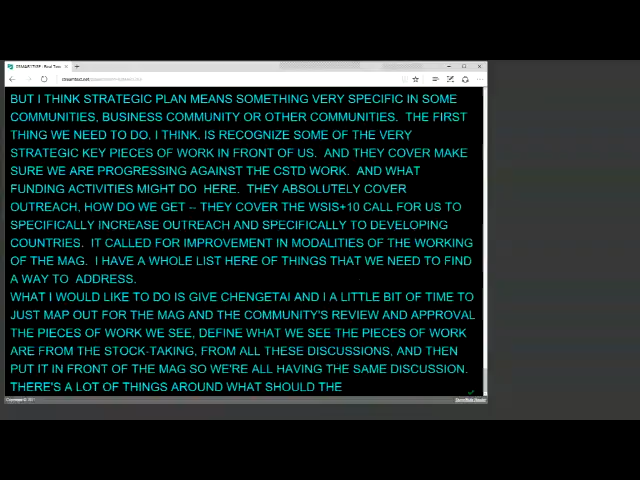 BUT I THINK STRATEGIC PLAN MEANS SOMETHING VERY SPECIFIC IN SOME
COMMUNITIES, BUSINESS COMMUNITY OR OTHER COMMUNITIES.  THE FIRST
THING WE NEED TO DO, I THINK, IS RECOGNIZE SOME OF THE VERY
STRATEGIC KEY PIECES OF WORK IN FRONT OF US.  AND THEY COVER MAKE
SURE WE ARE PROGRESSING AGAINST THE CSTD WORK.  AND WHAT
FUNDING ACTIVITIES MIGHT DO  HERE.  THEY ABSOLUTELY COVER
OUTREACH, HOW DO WE GET -- THEY COVER THE WSIS+10 CALL FOR US TO
SPECIFICALLY INCREASE OUTREACH AND SPECIFICALLY TO DEVELOPING
COUNTRIES.  IT CALLED FOR IMPROVEMENT IN MODALITIES OF THE WORKING
OF THE MAG.  I HAVE A WHOLE LIST HERE OF THINGS THAT WE NEED TO FIND
A WAY TO  ADDRESS.
WHAT I WOULD LIKE TO DO IS GIVE CHENGETAI AND I A LITTLE BIT OF TIME TO
JUST MAP OUT FOR THE MAG AND THE COMMUNITY'S REVIEW AND APPROVAL
THE PIECES OF WORK WE SEE, DEFINE WHAT WE SEE THE PIECES OF WORK
ARE FROM THE STOCK-TAKING, FROM ALL THESE DISCUSSIONS, AND THEN
PUT IT IN FRONT OF THE MAG SO WE'RE ALL HAVING THE SAME DISCUSSION.
THERE'S A LOT OF THINGS AROUND WHAT SHOULD THE